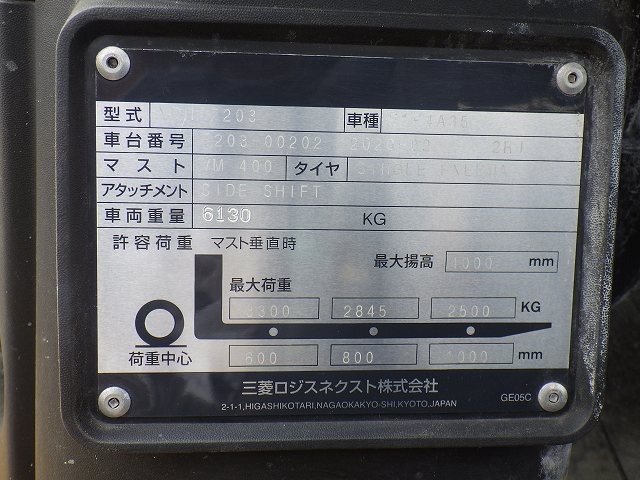 型式 203 車種
車台番号 203-00202 2020
マスト VM 400 タイヤ
アタッチメント SIDE SHIFT
車両重量 6130 KG
許容荷重 マスト垂直時
最大揚高 mm
最大荷重
3300 2845 2500 KG
荷重中心 600 800 1000 mm
三菱ロジスネクスト株式会社
2-1-1,HIGASHIKOTARI,NAGAOKAKYO-SHI,KYOTO,JAPAN GE05C